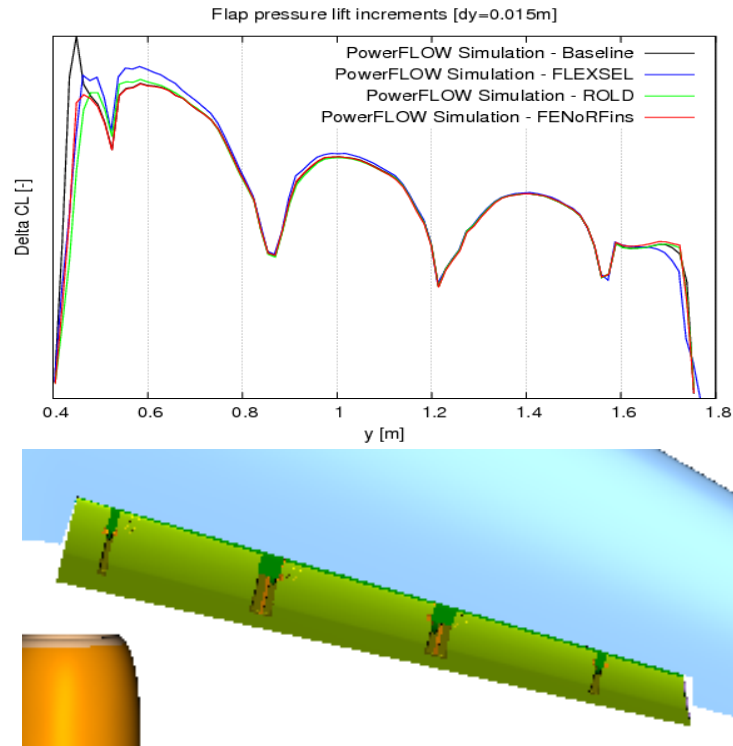 Flap pressure lift increments [dy=0.015m]
PowerFLOW Simulation - Baseline
PowerFLOW Simulation - FLEXSEL
PowerFLOW Simulation - ROLD
PowerFLOW Simulation - FENoRFins
Delta CL [-]
0.4 0.6 0.8 1 1.2 1.4 1.6 1.8
y [m]